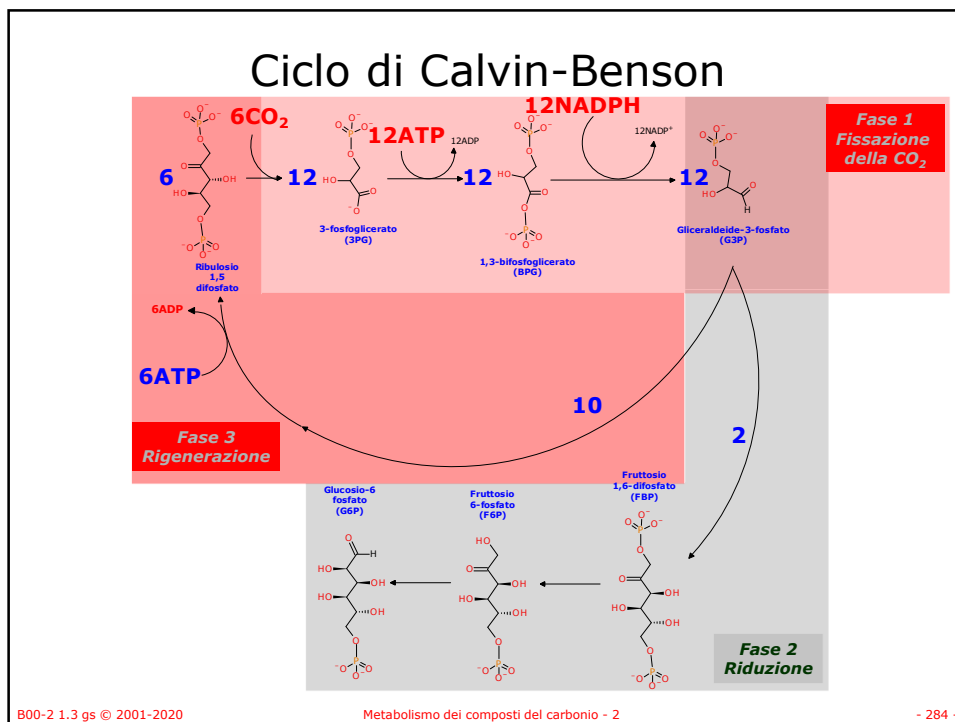 Ciclo di Calvin-Benson
6CO₂
12ATP
12ADP
12NADPH
12NADP⁺
Fase 1
Fissazione
della CO₂
6
12
12
12
3-fosfoglicerato
(3PG)
1,3-bifosfoglicerato
(BPG)
Gliceraldeide-3-fosfato
(G3P)
Ribulosio
1,5
difosfato
6ADP
6ATP
10
2
Fase 3
Rigenerazione
Glucosio-6
fosfato
(G6P)
Fruttosio
6-fosfato
(F6P)
Fruttosio
1,6-difosfato
(FBP)
Fase 2
Riduzione
B00-2 1.3 gs © 2001-2020
Metabolismo dei composti del carbonio - 2
- 284 -